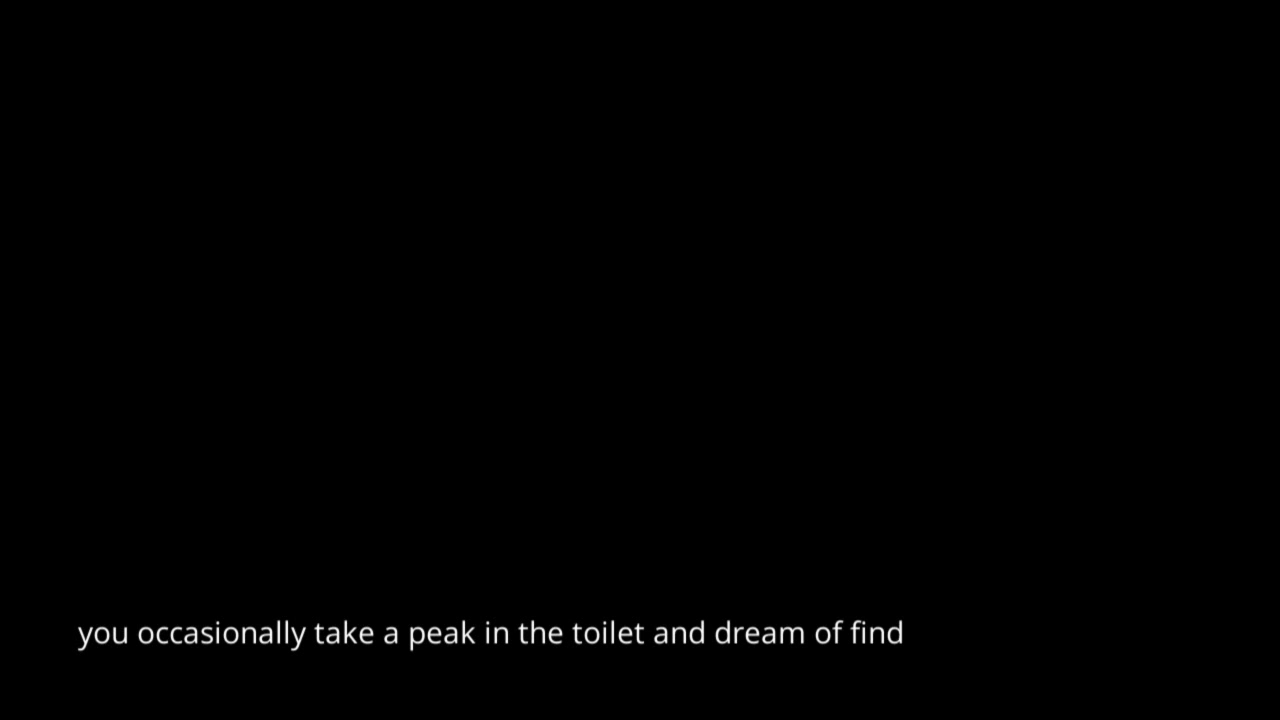 you occasionally take a peak in the toilet and dream of find